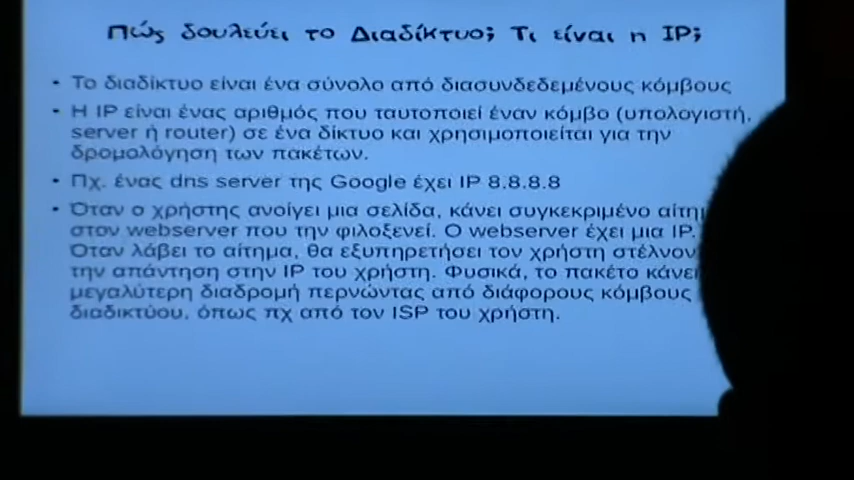 Πώς δουλεύει το Διαδίκτυο; Τι είναι η IP;
• Το διαδίκτυο είναι ένα σύνολο από διασυνδεδεμένους κόμβους
• Η IP είναι ένας αριθμός που ταυτοποιεί έναν κόμβο (υπολογιστή,
server ή router) σε ένα δίκτυο και χρησιμοποιείται για την
δρομολόγηση των πακέτων.
• Πχ. ένας dns server της Google έχει IP 8.8.8.8
• Όταν ο χρήστης ανοίγει μια σελίδα, κάνει συγκεκριμένο
στον webserver που την φιλοξενεί. Ο webserver έχει μια IP.
Όταν λάβει το αίτημα, θα εξυπηρετήσει τον χρήστη
την απάντηση στην IP του χρήστη. Φυσικά, το πακέτο κάνει
μεγαλύτερη διαδρομή περνώντας από διάφορους κόμβους
διαδικτύου, όπως πχ από τον ISP του χρήστη.